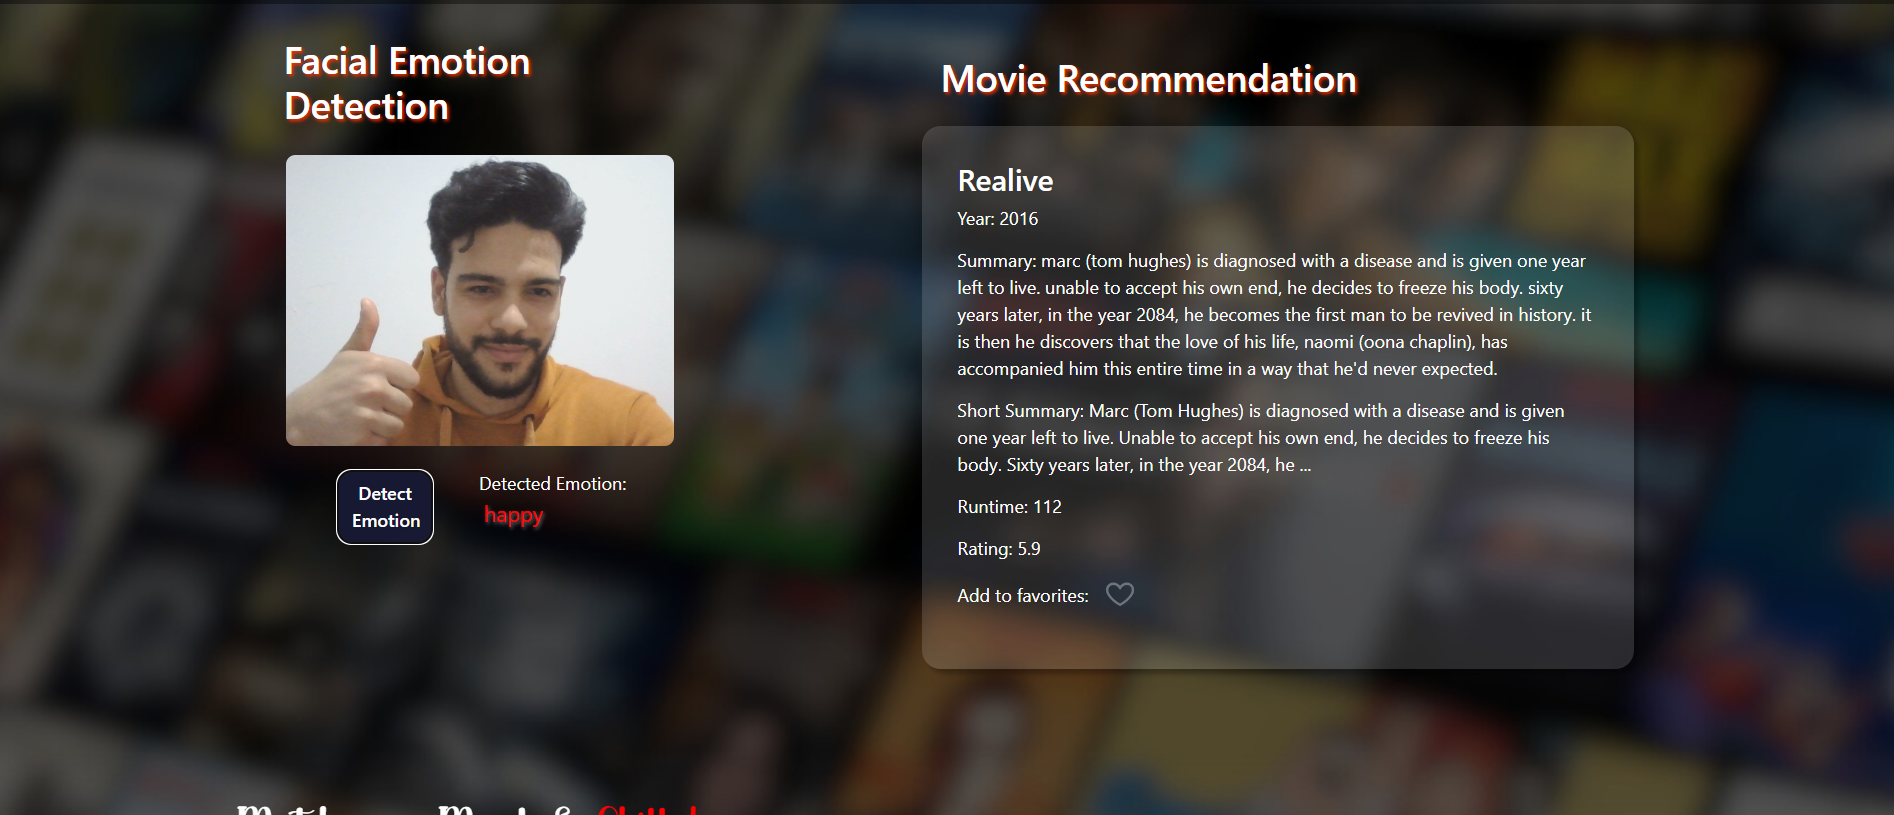 Facial Emotion
Detection
Detect
Emotion
Detected Emotion:
happy
Movie Recommendation
Realive
Year: 2016
Summary: marc (tom hughes) is diagnosed with a disease and is given one year
left to live. unable to accept his own end, he decides to freeze his body. sixty
years later, in the year 2084, he becomes the first man to be revived in history. it
is then he discovers that the love of his life, naomi (oona chaplin), has
accompanied him this entire time in a way that he'd never expected.
Short Summary: Marc (Tom Hughes) is diagnosed with a disease and is given
one year left to live. Unable to accept his own end, he decides to freeze his
body. Sixty years later, in the year 2084, he ...
Runtime: 112
Rating: 5.9
Add to favorites: